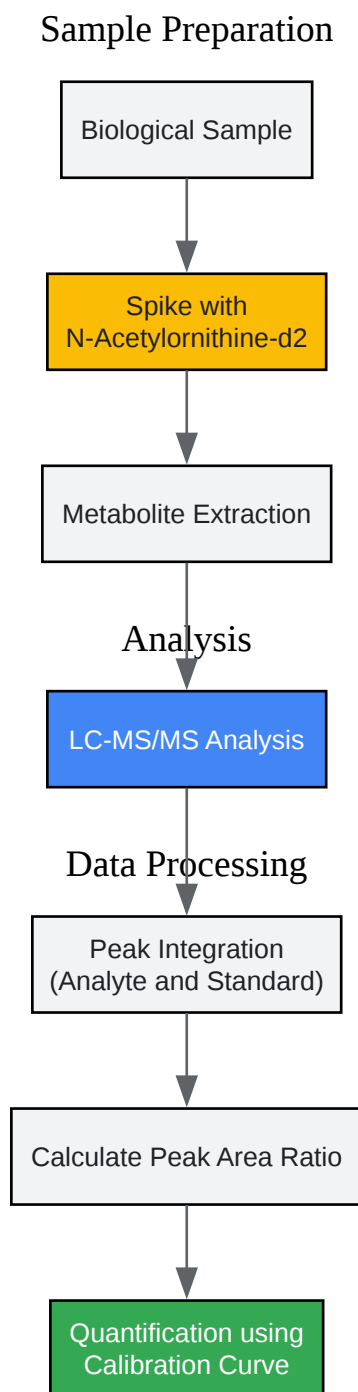 Sample Preparation
Biological Sample
Spike with
N-Acetylornithine-d2
Metabolite Extraction
Analysis
LC-MS/MS Analysis
Data Processing
Peak Integration
(Analyte and Standard)
Calculate Peak Area Ratio
Quantification using
Calibration Curve